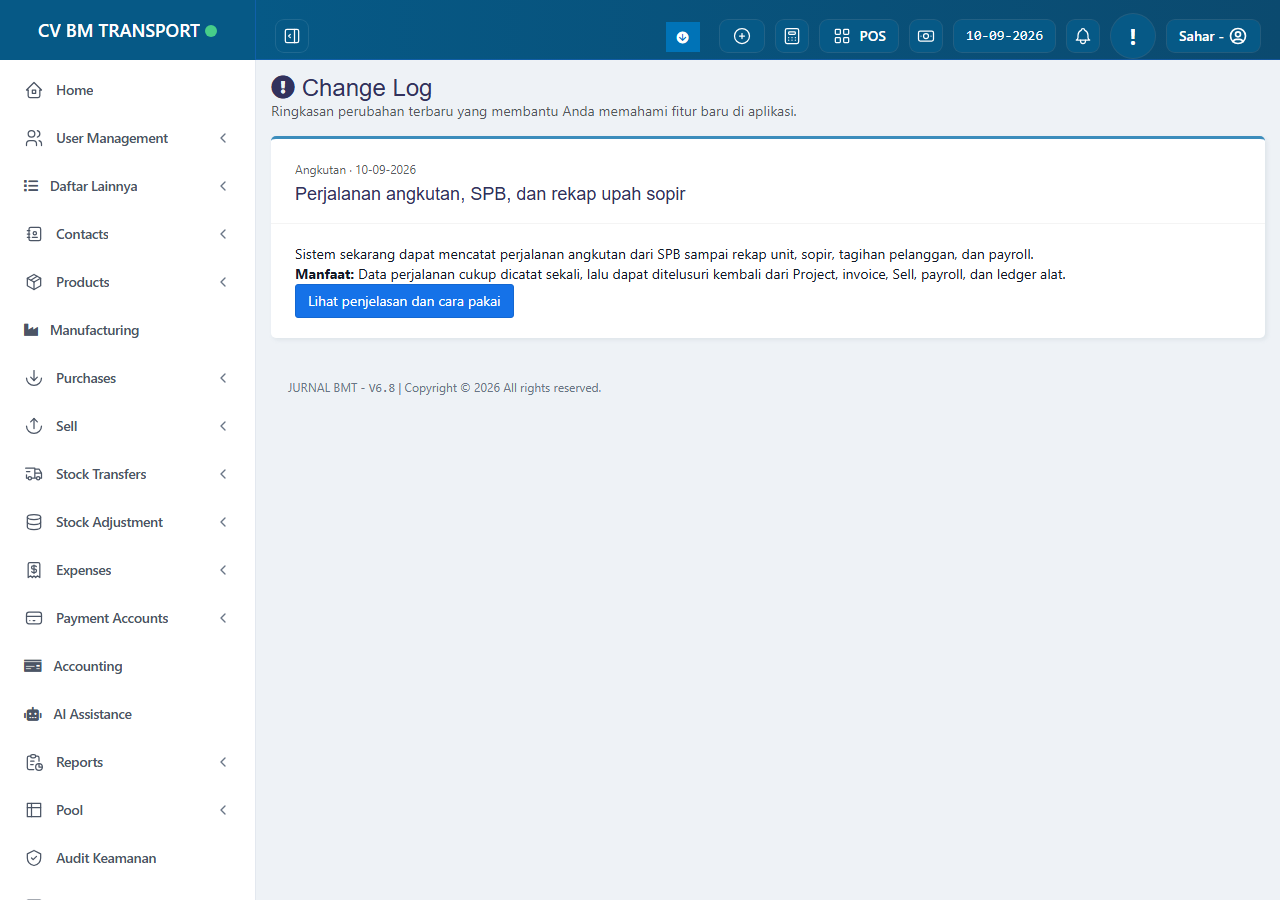 CV BM TRANSPORT
POS
10-09-2026
!
Sahar -
Home
User Management
Daftar Lainnya
Contacts
Products
Manufacturing
Purchases
Sell
Stock Transfers
Stock Adjustment
Expenses
Payment Accounts
Accounting
AI Assistance
Reports
Pool
Audit Keamanan
Change Log
Ringkasan perubahan terbaru yang membantu Anda memahami fitur baru di aplikasi.
Angkutan · 10-09-2026
Perjalanan angkutan, SPB, dan rekap upah sopir
Sistem sekarang dapat mencatat perjalanan angkutan dari SPB sampai rekap unit, sopir, tagihan pelanggan, dan payroll.
Manfaat: Data perjalanan cukup dicatat sekali, lalu dapat ditelusuri kembali dari Project, invoice, Sell, payroll, dan ledger alat.
Lihat penjelasan dan cara pakai
JURNAL BMT - V6.8 | Copyright © 2026 All rights reserved.